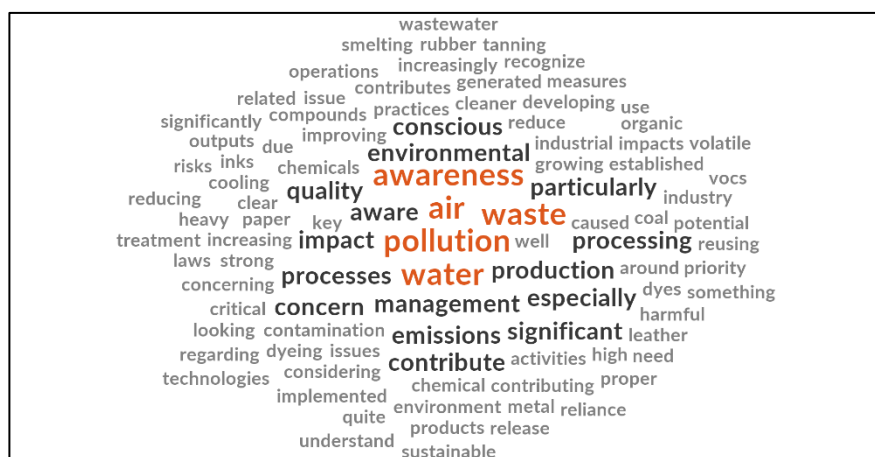 wastewater
smelting rubber tanning
operations increasingly recognize
contributes generated measures
related issue practices cleaner developing use
significantly compounds conscious reduce organic
outputs due improving environmental industrial impacts volatile
risks inks chemicals awareness growing established vocs
cooling quality particularly industry
reducing clear aware air waste caused coal potential
heavy paper key
treatment increasing impact pollution well processing reusing
laws strong processes water production around priority
concerning dyes something
critical concern management especially harmful
looking contamination emissions significant leather
regarding dyeing issues contribute activities high need
technologies considering chemical contributing proper
implemented environment metal reliance
quite products release
understand sustainable